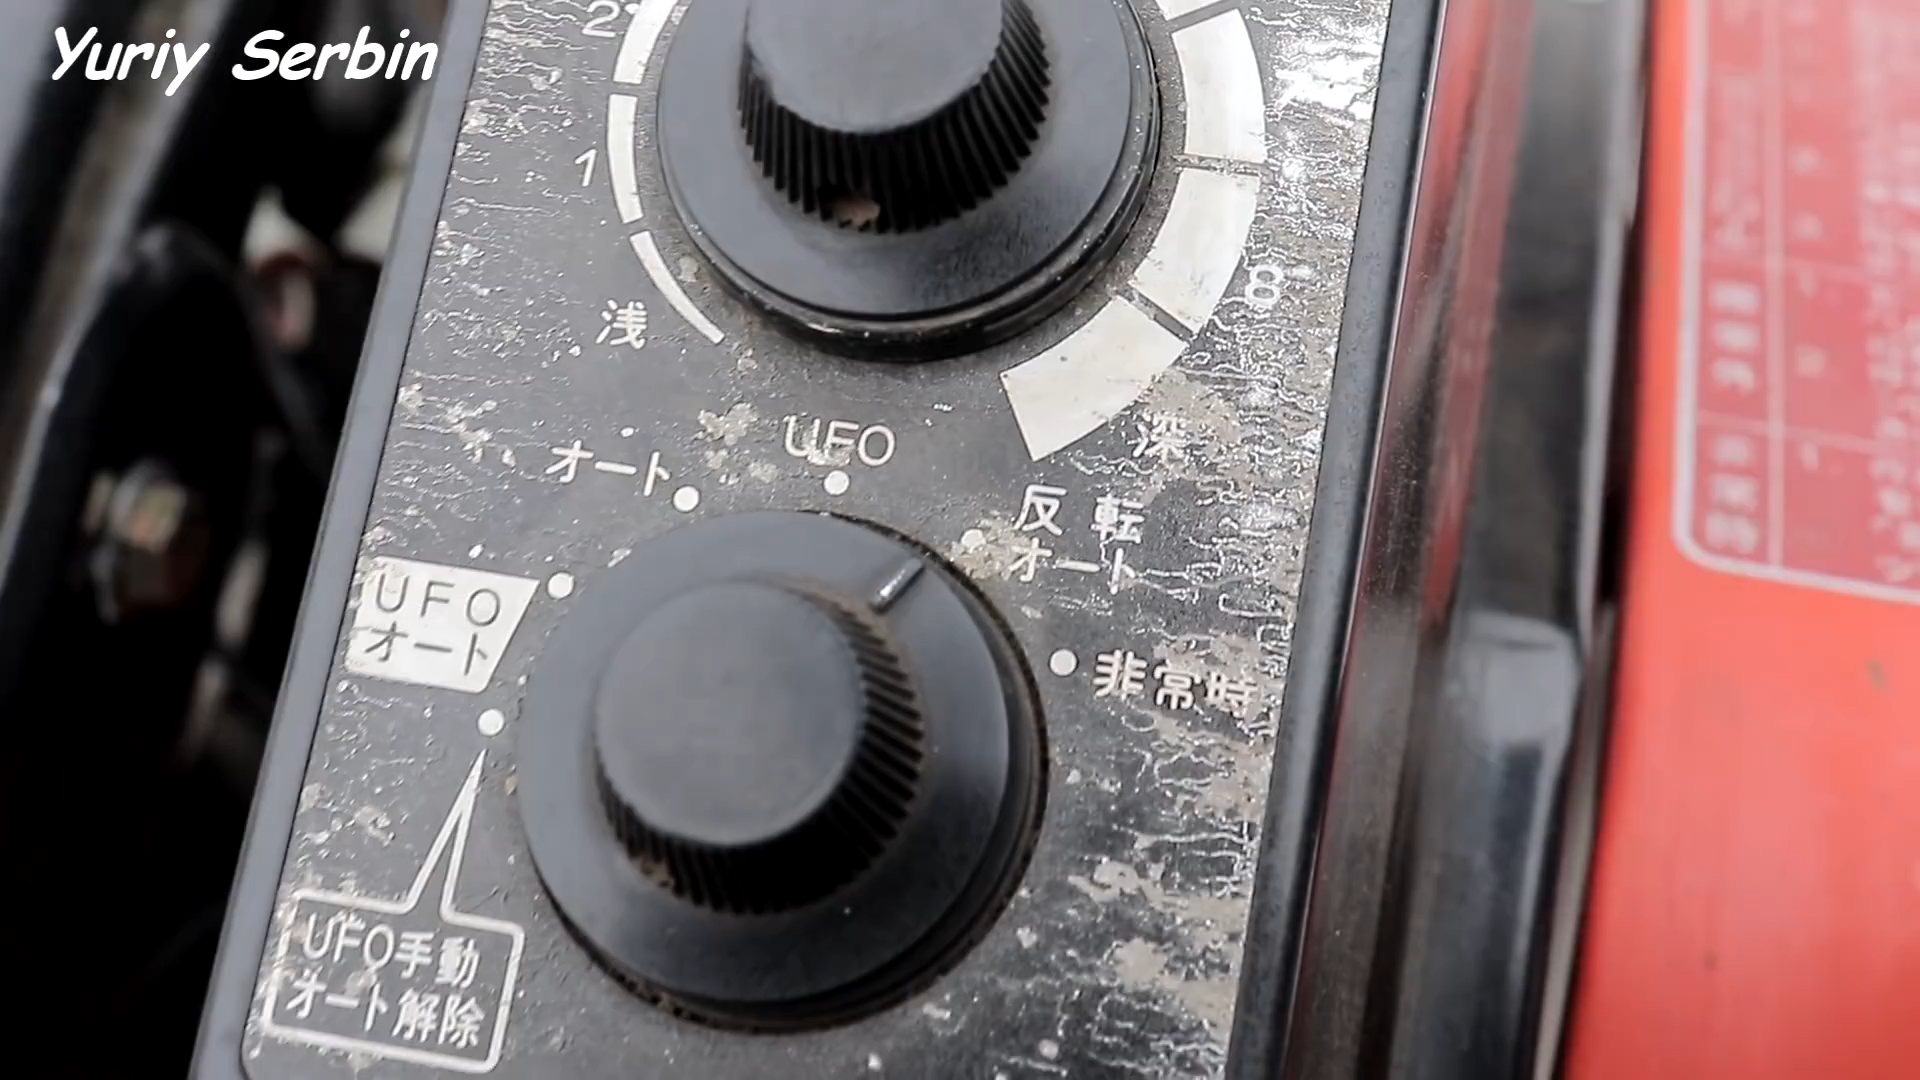 Yuriy Serbin
2
1
8
浅
深
オート
UFO
反転
オート
UFO
オート
非常時
UFO手動
オート解除